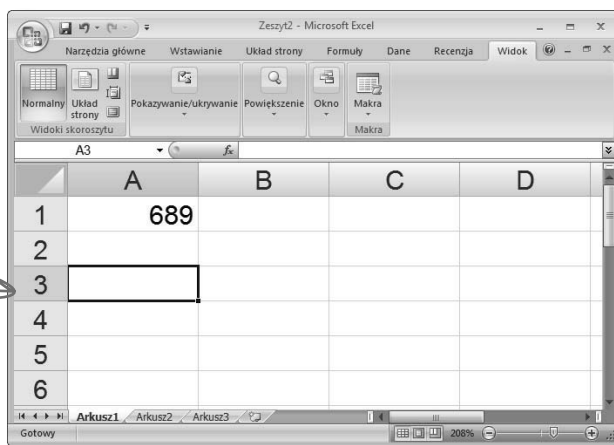 Zeszyt2 - Microsoft Excel
Narzędzia główne Wstawianie Układ strony Formuły Dane Recenzja Widok
Normalny Układ strony Pokazywanie/ukrywanie Powiększenie Okno Makra
Widoki skoroszytu Makra
A3 fx
A B C D
1 689
2
3
4
5
6
Arkusz1 Arkusz2 Arkusz3
Gotowy 208%